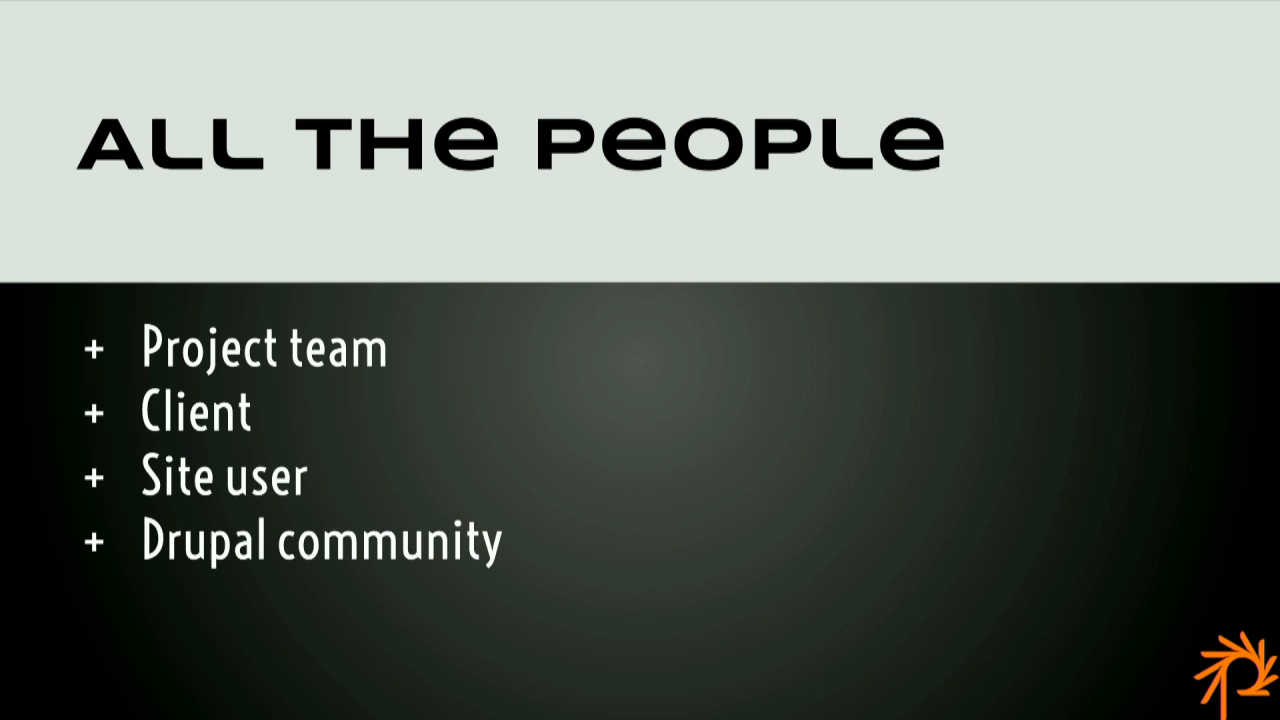 ALL THe PeOPLe
+ Project team
+ Client
+ Site user
+ Drupal community